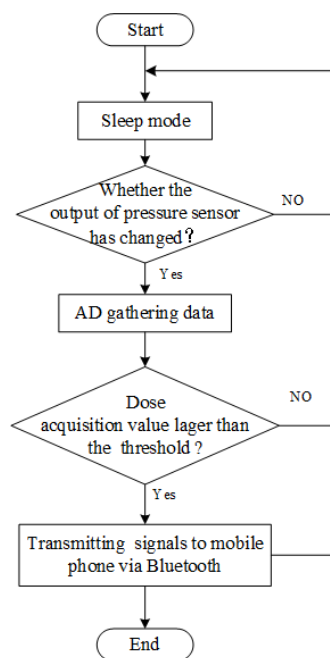 Start
Sleep mode
Whether the
output of pressure sensor
has changed?
NO
Yes
AD gathering data
Dose
acquisition value lager than
the threshold ?
NO
Yes
Transmitting signals to mobile
phone via Bluetooth
End